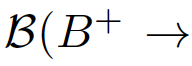 ℬ(B⁺ →